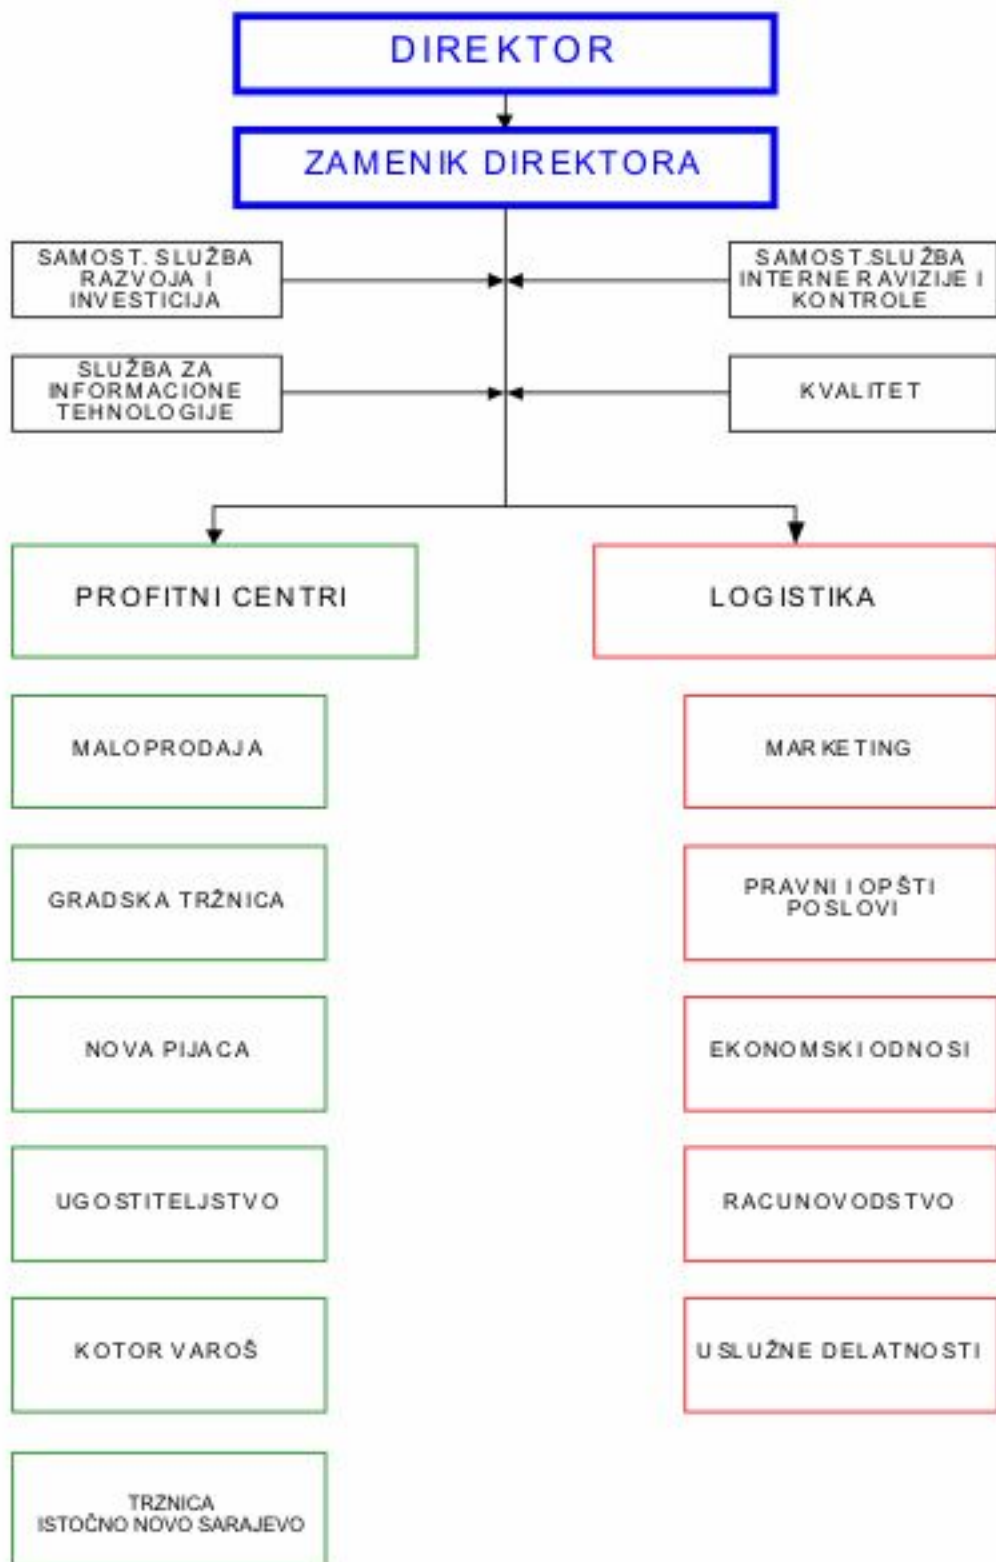 DIREKTOR
ZAMENIK DIREKTORA
SAMOST. SLUŽBA
RAZVOJA I
INVESTICIJA
SAMOST.SLUŽBA
INTERNE RAVIZIJE I
KONTROLE
SLUŽBA ZA
INFORMACIONE
TEHNOLOGIJE
KVALITET
PROFITNI CENTRI
LOGISTIKA
MALOPRODAJA
MARKETING
GRADSKA TRŽNICA
PRAVNI I OPŠTI
POSLOVI
NOVA PIJACA
EKONOMSKI ODNOSI
UGOSTITELJSTVO
RACUNOVODSTVO
KOTOR VAROŠ
USLUŽNE DELATNOSTI
TRZNICA
ISTOČNO NOVO SARAJEVO